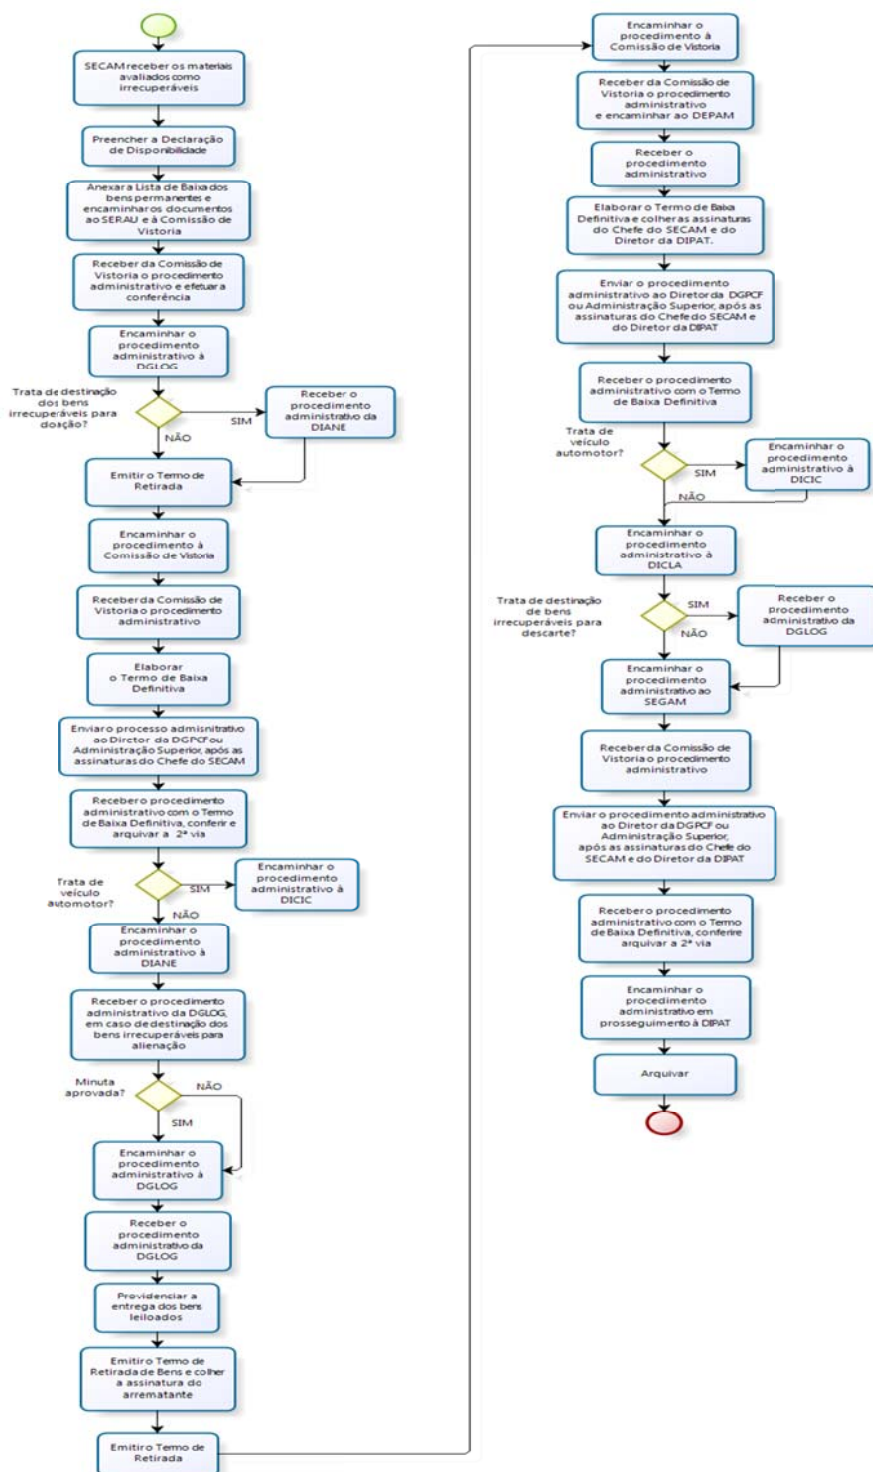 SECAM receber os materiais
avaliados como
irrecuperáveis
Preencher a Declaração
de Disponibilidade
Anexar a Lista de Baixa dos
bens permanentes e
encaminhar os documentos
ao SERAU e à Comissão de
Vistoria
Receber da Comissão de
Vistoria o procedimento
administrativo e efetuar a
conferência
Encaminhar o
procedimento
administrativo à
DGLOG
Trata de destinação
dos bens
irrecuperáveis para
doação?
SIM
NÃO
Receber o
procedimento
administrativo da
DIANE
Emitir o Termo de
Retirada
Encaminhar o
procedimento à
Comissão de Vistoria
Receber da Comissão de
Vistoria o procedimento
administrativo
Elaborar
o Termo de Baixa
Definitiva
Enviar o processo admisnitrativo
ao Diretor da DGPCF ou
Administração Superior, após as
assinaturas do Chefe do SECAM
Receber o procedimento
administrativo com o Termo
de Baixa Definitiva, conferir e
arquivar a 2ª via
Trata de
veículo
automotor?
SIM
NÃO
Encaminhar o
procedimento
administrativo à
DICIC
Encaminhar o
procedimento
administrativo à
DIANE
Receber o procedimento
administrativo da DGLOG,
em caso de destinação dos
bens irrecuperáveis para
alienação
Minuta
aprovada?
NÃO
SIM
Encaminhar o
procedimento
administrativo à
DGLOG
Receber o
procedimento
administrativo da
DGLOG
Providenciar a
entrega dos bens
leiloados
Emitir o Termo de
Retirada de Bens e colher
a assinatura do
arrematante
Emitir o Termo de
Retirada
Encaminhar o
procedimento à
Comissão de Vistoria
Receber da Comissão de
Vistoria o procedimento
administrativo
e encaminhar ao DEPAM
Receber o
procedimento
administrativo
Elaborar o Termo de Baixa
Definitiva e colher as assinaturas
do Chefe do SECAM e do
Diretor da DIPAT.
Enviar o procedimento
administrativo ao Diretor da DGPCF
ou Administração Superior, após as
assinaturas do Chefe do SECAM e
do Diretor da DIPAT
Receber o procedimento
administrativo com o Termo
de Baixa Definitiva
Trata de
veículo
automotor?
SIM
NÃO
Encaminhar o
procedimento
administrativo à
DICIC
Encaminhar o
procedimento
administrativo à
DICLA
Trata de destinação
de bens
irrecuperáveis para
descarte?
SIM
NÃO
Receber o
procedimento
administrativo da
DGLOG
Encaminhar o
procedimento
administrativo ao
SEGAM
Receber da Comissão de
Vistoria o procedimento
administrativo
Enviar o procedimento administrativo
ao Diretor da DGPCF ou
Administração Superior,
após as assinaturas do Chefe do
SECAM e do Diretor da DIPAT
Receber o procedimento
administrativo com o Termo
de Baixa Definitiva, conferir e
arquivar a 2ª via
Encaminhar o
procedimento
administrativo em
prosseguimento à DIPAT
Arquivar